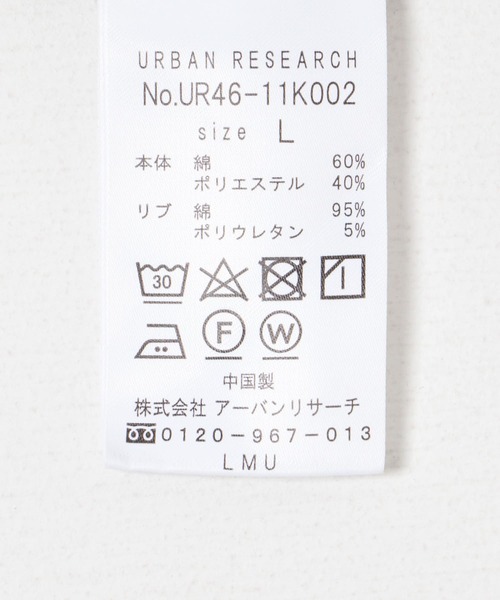 URBAN RESEARCH
No.UR46-11K002
size L
本体 綿 60%
ポリエステル 40%
リブ 綿 95%
ポリウレタン 5%
30
F W
中国製
株式会社 アーバンリサーチ
0120-967-013
LMU